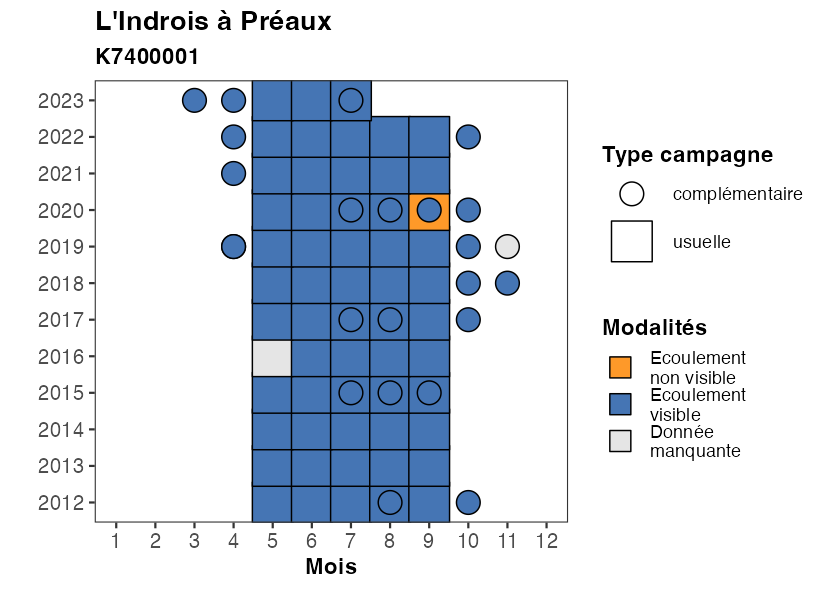 L'Indrois à Préaux
K7400001
2023
2022
2021
2020
2019
2018
2017
2016
2015
2014
2013
2012
1 2 3 4 5 6 7 8 9 10 11 12
Mois
Type campagne
complémentaire
usuelle
Modalités
Ecoulement
non visible
Ecoulement
visible
Donnée
manquante